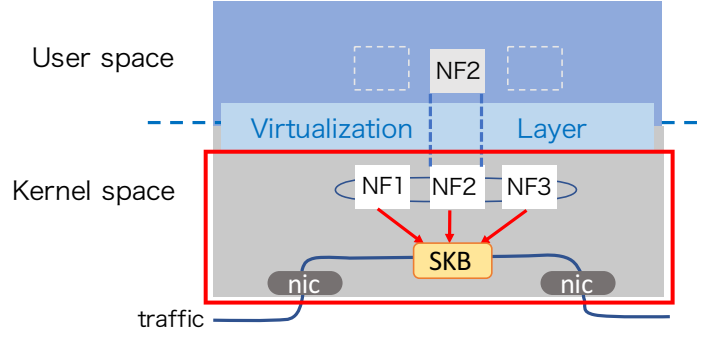 User space
NF2
Virtualization Layer
Kernel space
NF1 NF2 NF3
SKB
nic nic
traffic